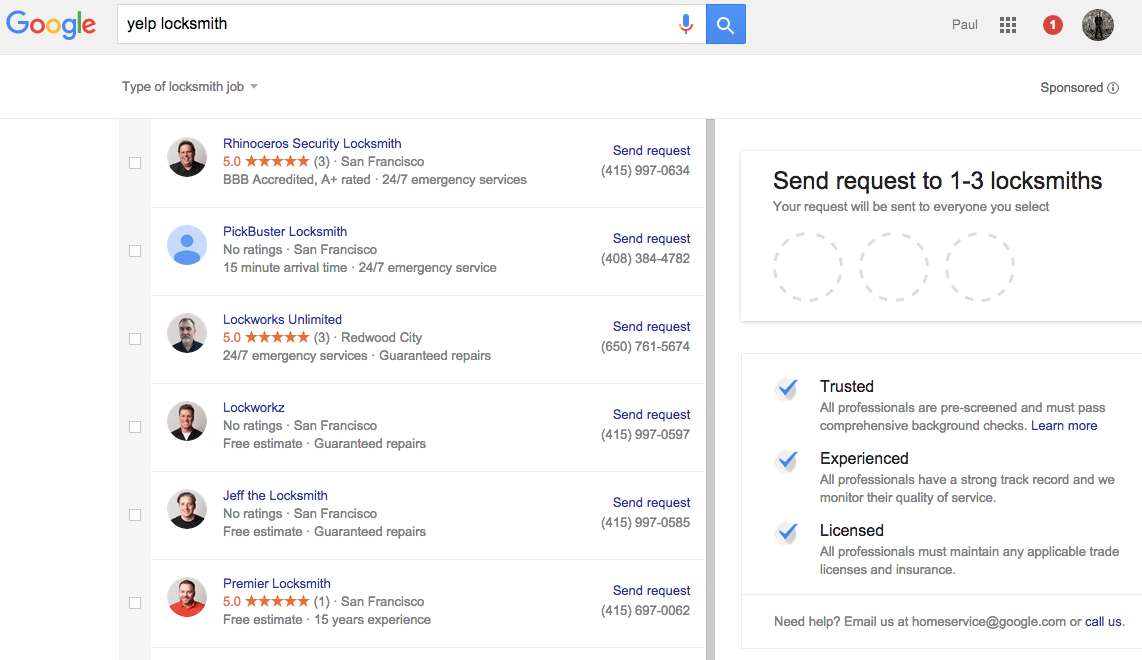 Google
yelp locksmith
Paul
1
Type of locksmith job
Sponsored
Rhinoceros Security Locksmith
5.0 ★★★★★ (3) · San Francisco
BBB Accredited, A+ rated · 24/7 emergency services
Send request
(415) 997-0634
PickBuster Locksmith
No ratings · San Francisco
15 minute arrival time · 24/7 emergency service
Send request
(408) 384-4782
Lockworks Unlimited
5.0 ★★★★★ (3) · Redwood City
24/7 emergency services · Guaranteed repairs
Send request
(650) 761-5674
Lockworkz
No ratings · San Francisco
Free estimate · Guaranteed repairs
Send request
(415) 997-0597
Jeff the Locksmith
No ratings · San Francisco
Free estimate · Guaranteed repairs
Send request
(415) 997-0585
Premier Locksmith
5.0 ★★★★★ (1) · San Francisco
Free estimate · 15 years experience
Send request
(415) 697-0062
Send request to 1-3 locksmiths
Your request will be sent to everyone you select
Trusted
All professionals are pre-screened and must pass
comprehensive background checks. Learn more
Experienced
All professionals have a strong track record and we
monitor their quality of service.
Licensed
All professionals must maintain any applicable trade
licenses and insurance.
Need help? Email us at homeservice@google.com or call us.